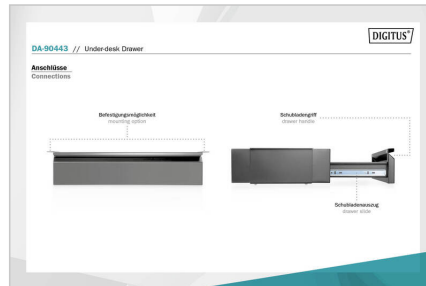 DIGITUS®
DA-90443 // Under-desk Drawer
Anschlüsse
Connections
Befestigungsmöglichkeit
mounting option
Schubladengriff
drawer handle
Schubladenauszug
drawer slide